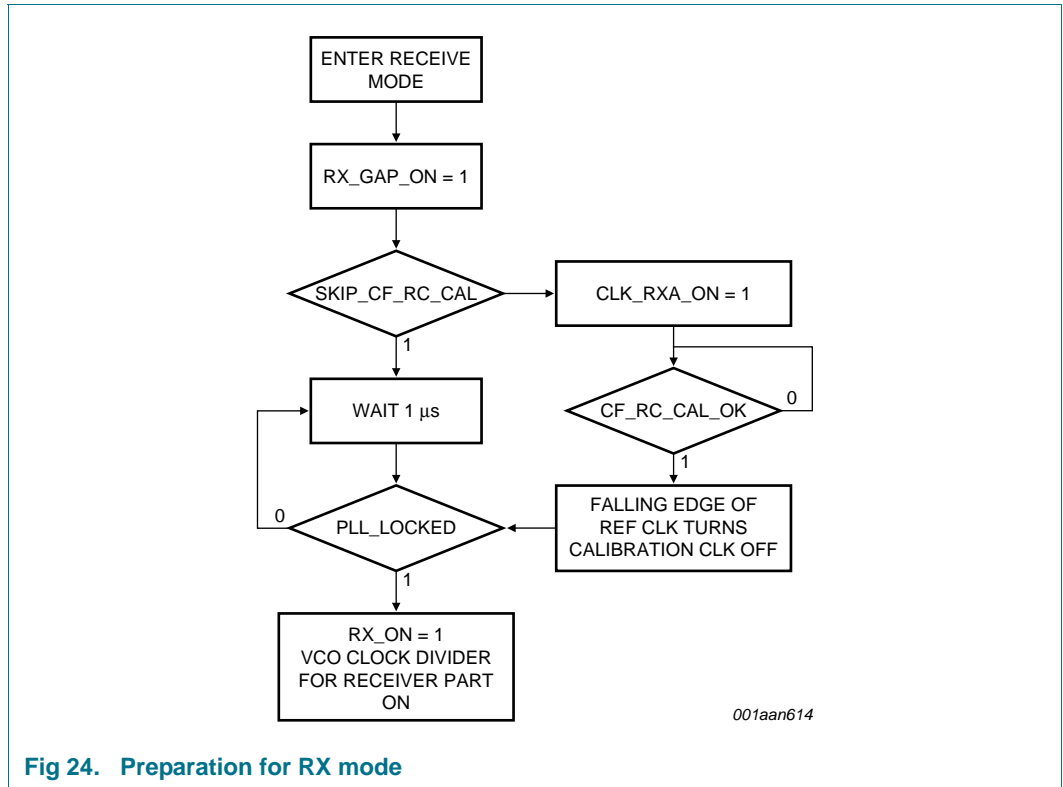 ENTER RECEIVE
MODE
RX_GAP_ON = 1
SKIP_CF_RC_CAL
CLK_RXA_ON = 1
1
WAIT 1 μs
CF_RC_CAL_OK
0
1
PLL_LOCKED
0
FALLING EDGE OF
REF CLK TURNS
CALIBRATION CLK OFF
1
RX_ON = 1
VCO CLOCK DIVIDER
FOR RECEIVER PART
ON
001aan614
Fig 24. Preparation for RX mode